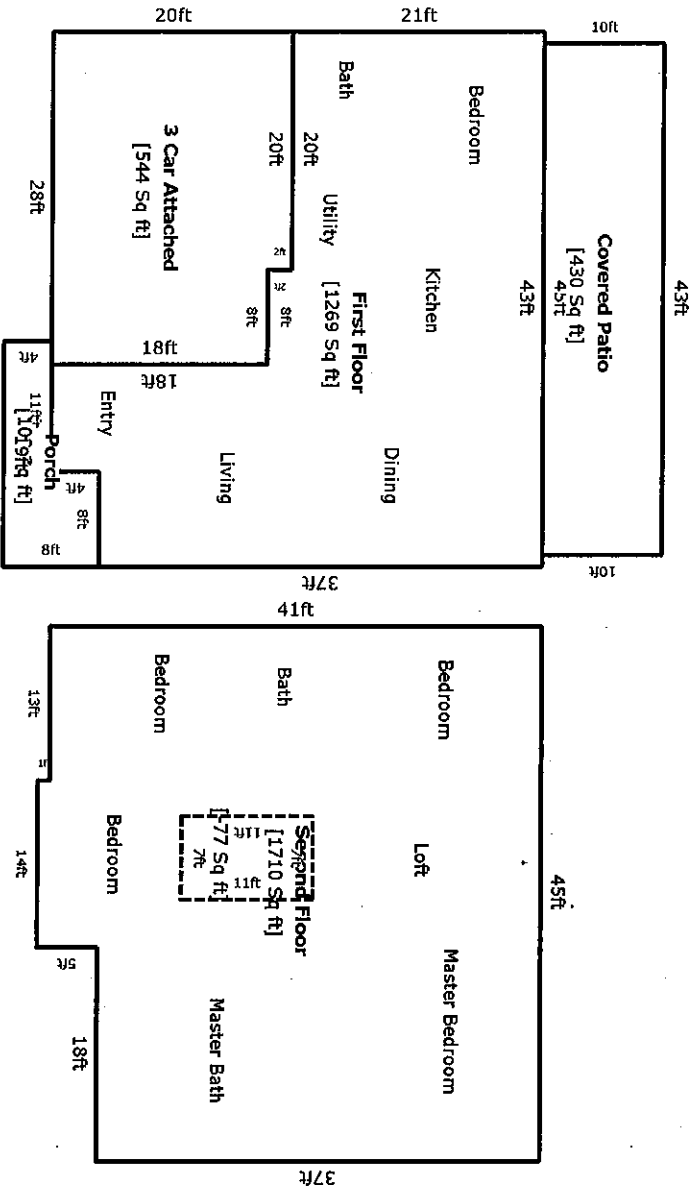 20ft
21ft
10ft
Bath
Bedroom
3 Car Attached
[544 Sq ft]
20ft
20ft
Utility
Kitchen
Covered Patio
[430 Sq ft]
43ft
45ft
43ft
28ft
2ft
2ft
8ft
8ft
First Floor
[1269 Sq ft]
18ft
18ft
4ft
11ft
Entry
Porch
4ft
8ft
8ft
Living
Dining
37ft
10ft
41ft
13ft
Bedroom
Bath
Bedroom
1f
14ft
Bedroom
[-77 Sq ft]
11ft
7ft
11ft
7ft
Second Floor
[1710 Sq ft]
Loft
45ft
5ft
18ft
Master Bath
Master Bedroom
37ft